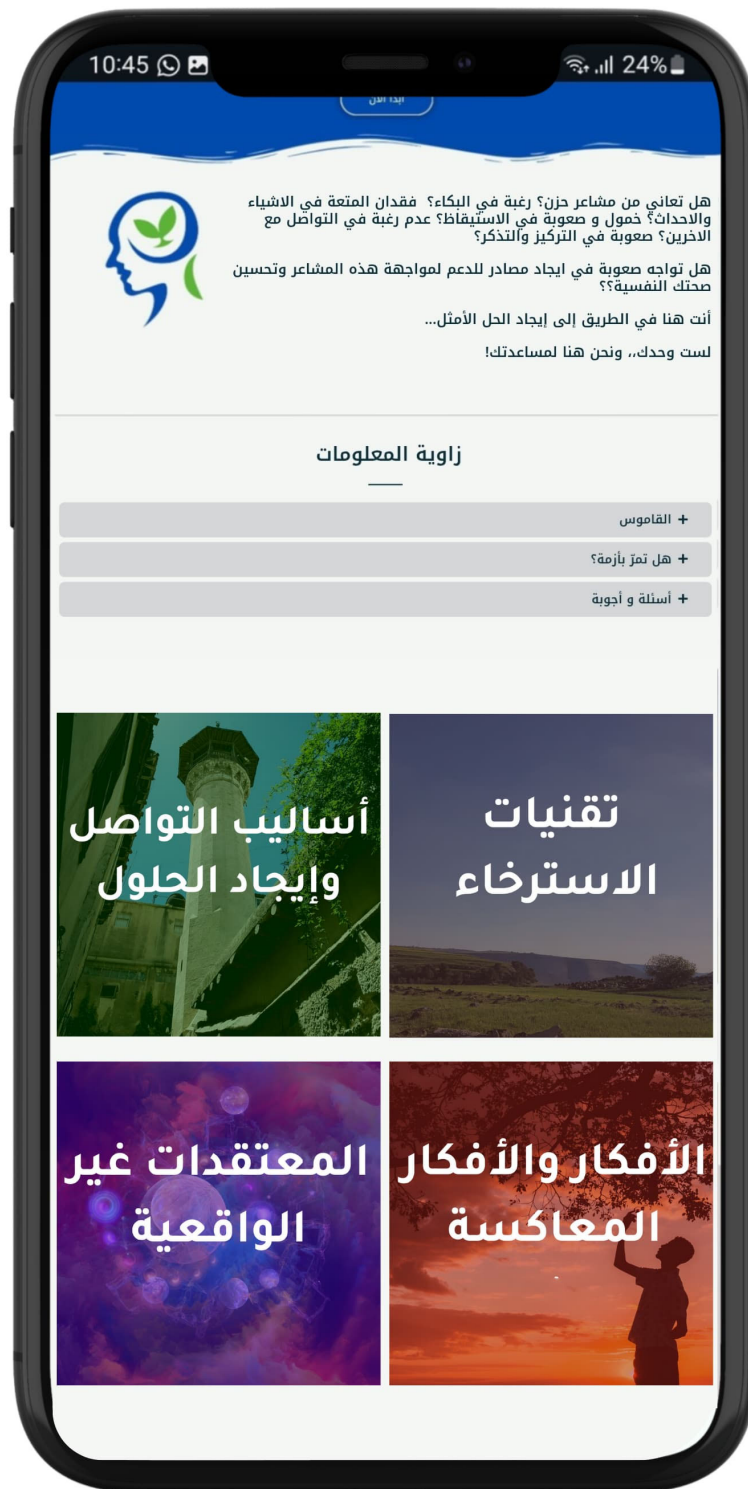 10:45
24%
ابدأ الآن
هل تعاني من مشاعر حزن؟ رغبة في البكاء؟ فقدان المتعة في الاشياء
والاحداث؟ خمول و صعوبة في الاستيقاظ؟ عدم رغبة في التواصل مع
الاخرين؟ صعوبة في التركيز والتذكر؟
هل تواجه صعوبة في ايجاد مصادر للدعم لمواجهة هذه المشاعر وتحسين
صحتك النفسية؟؟
أنت هنا في الطريق إلى إيجاد الحل الأمثل...
لست وحدك،، ونحن هنا لمساعدتك!
زاوية المعلومات
+ القاموس
+ هل تمرّ بأزمة؟
+ أسئلة و أجوبة
تقنيات
الاسترخاء
أساليب التواصل
وإيجاد الحلول
الأفكار والأفكار
المعاكسة
المعتقدات غير
الواقعية